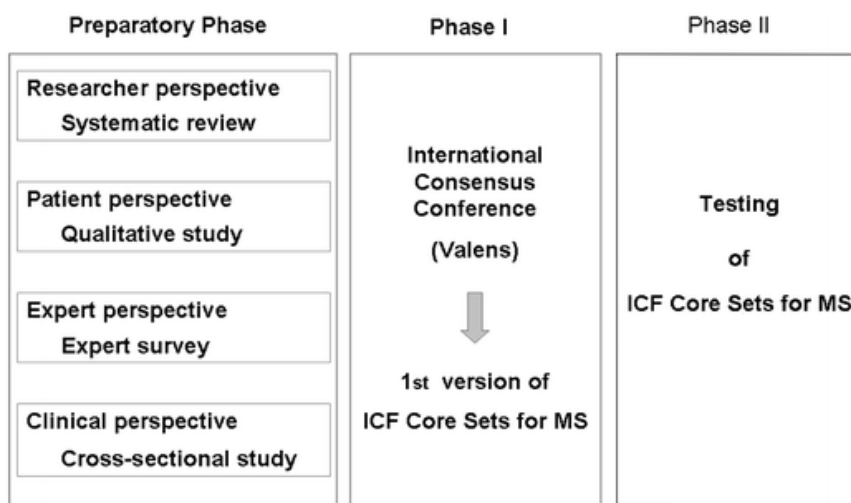 Preparatory Phase
Researcher perspective
Systematic review
Patient perspective
Qualitative study
Expert perspective
Expert survey
Clinical perspective
Cross-sectional study
Phase I
International
Consensus
Conference
(Valens)
1st version of
ICF Core Sets for MS
Phase II
Testing
of
ICF Core Sets for MS